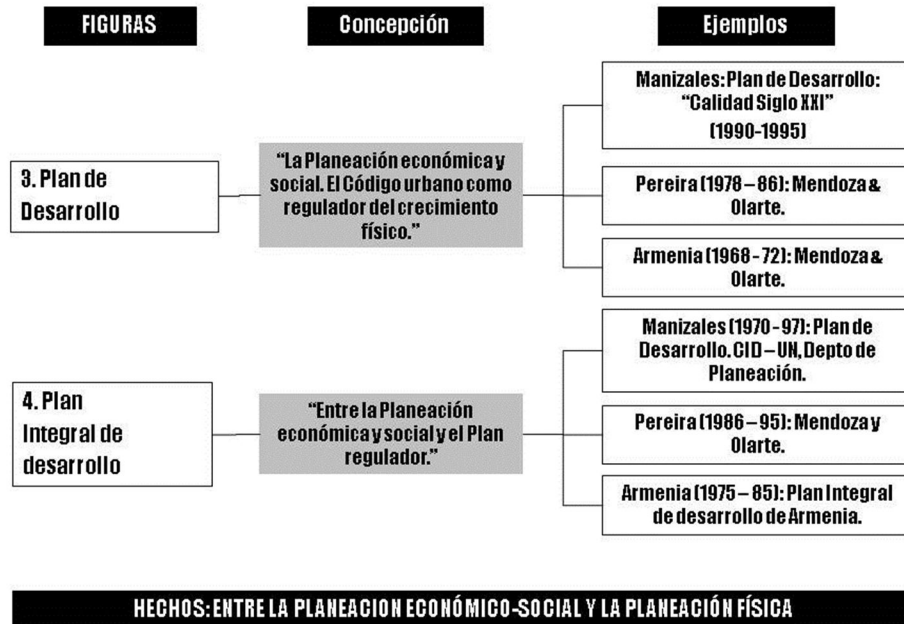 FIGURAS
Concepción
Ejemplos
3. Plan de
Desarrollo
“La Planeación económica y
social. El Código urbano como
regulador del crecimiento
físico.”
Manizales: Plan de Desarrollo:
“Calidad Siglo XXI”
(1990-1995)
Pereira (1978 – 86): Mendoza &
Olarte.
Armenia (1968 - 72): Mendoza &
Olarte.
4. Plan
Integral de
desarrollo
“Entre la Planeación
económica y social y el Plan
regulador.”
Manizales (1970 - 97): Plan de
Desarrollo. CID – UN, Depto de
Planeación.
Pereira (1986 – 95): Mendoza y
Olarte.
Armenia (1975 – 85): Plan Integral
de desarrollo de Armenia.
HECHOS: ENTRE LA PLANEACION ECONÓMICO-SOCIAL Y LA PLANEACIÓN FÍSICA